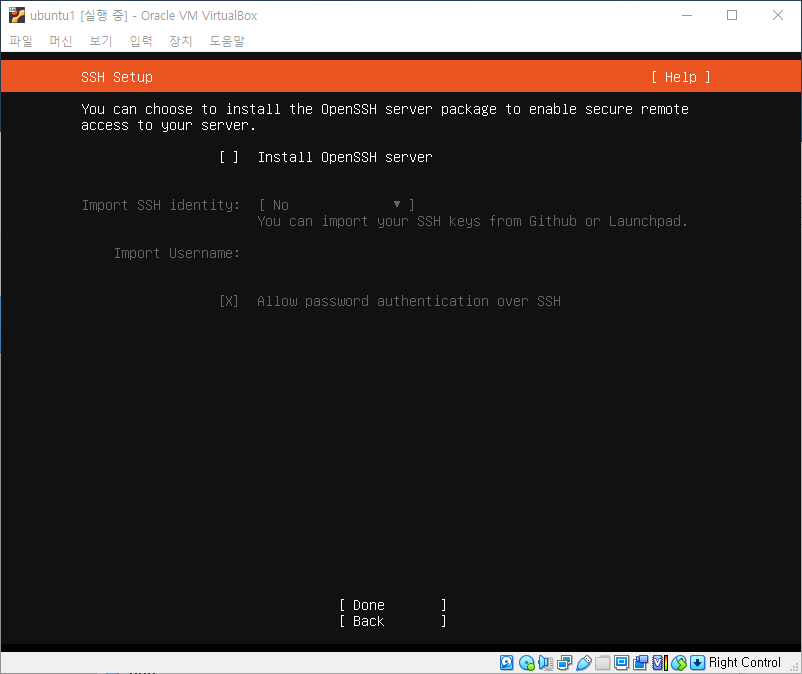 ubuntu1 [실행 중] - Oracle VM VirtualBox
파일 머신 보기 입력 장치 도움말
SSH Setup [ Help ]
You can choose to install the OpenSSH server package to enable secure remote
access to your server.
[ ] Install OpenSSH server
Import SSH identity: [ No ▾ ]
You can import your SSH keys from Github or Launchpad.
Import Username:
[X] Allow password authentication over SSH
[ Done ]
[ Back ]
Right Control